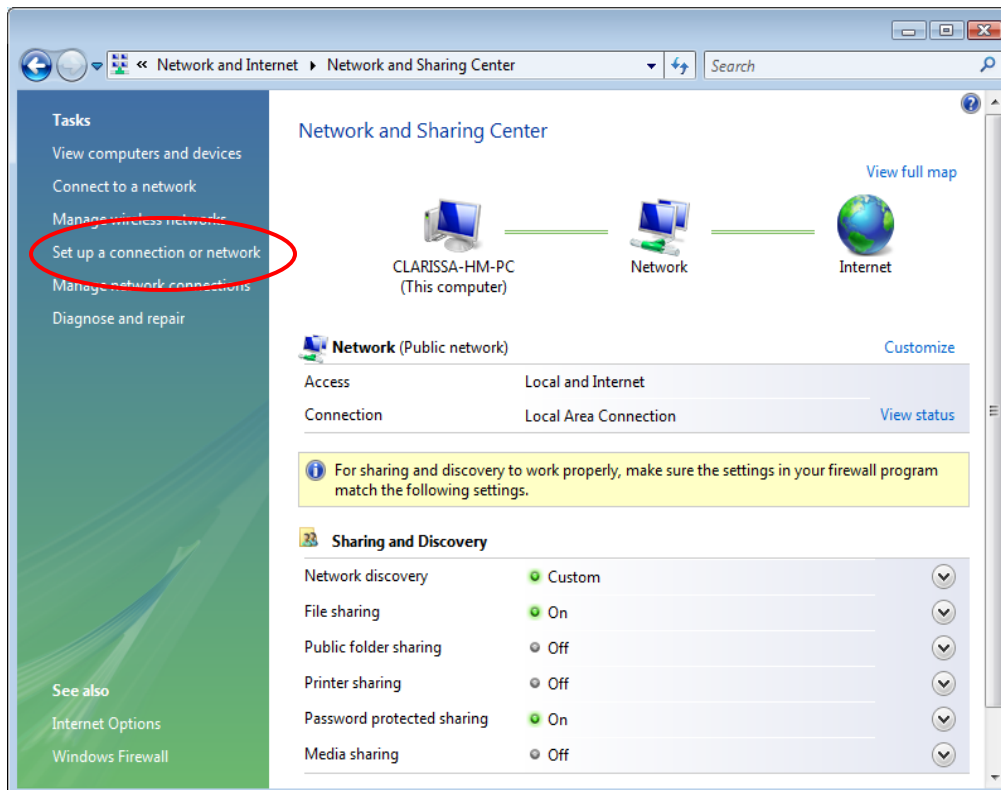 « Network and Internet Network and Sharing Center
Search
Tasks
View computers and devices
Connect to a network
Manage wireless networks
Set up a connection or network
Manage network connections
Diagnose and repair
See also
Internet Options
Windows Firewall
Network and Sharing Center
View full map
CLARISSA-HM-PC
(This computer)
Network
Internet
Network (Public network) Customize
Access Local and Internet
Connection Local Area Connection View status
For sharing and discovery to work properly, make sure the settings in your firewall program
match the following settings.
Sharing and Discovery
Network discovery Custom
File sharing On
Public folder sharing Off
Printer sharing Off
Password protected sharing On
Media sharing Off